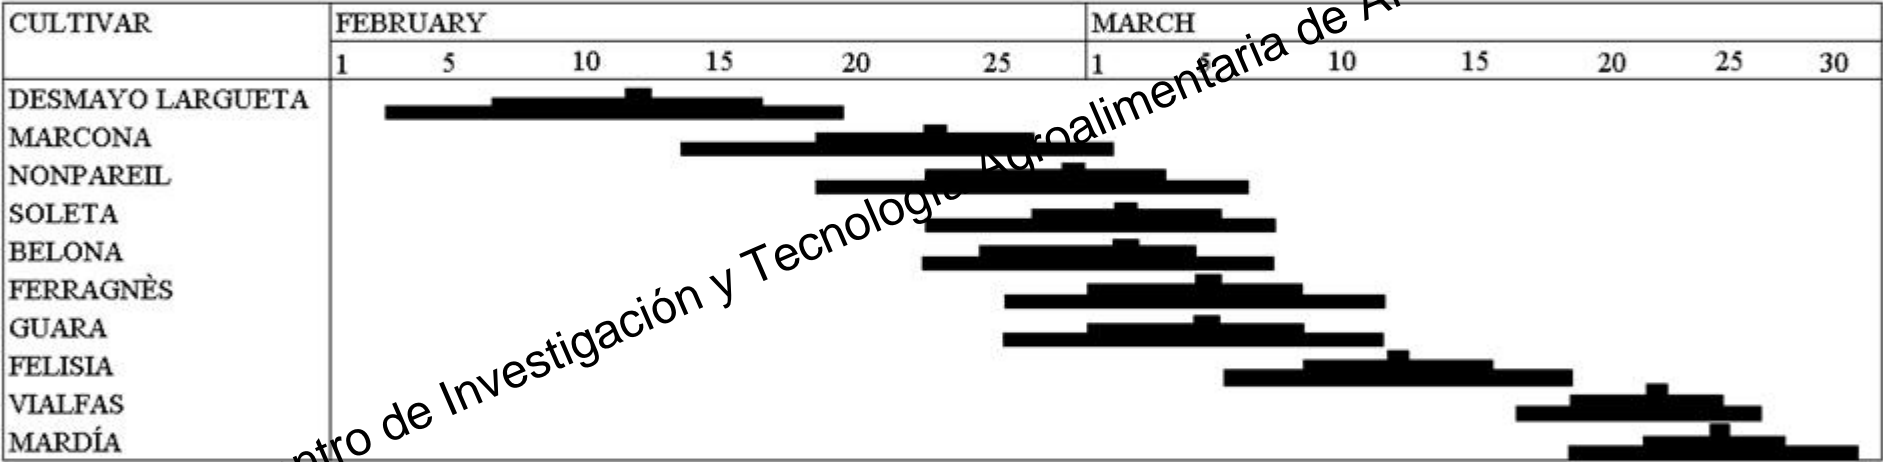 CULTIVAR FEBRUARY MARCH
1 5 10 15 20 25 1 5 10 15 20 25 30
DESMAYO LARGUETA
MARCONA
NONPAREIL
SOLETA
BELONA
FERRAGNÈS
GUARA
FELISIA
VIALFAS
MARDÍA
ntro de Investigación y Tecnología Agroalimentaria de A